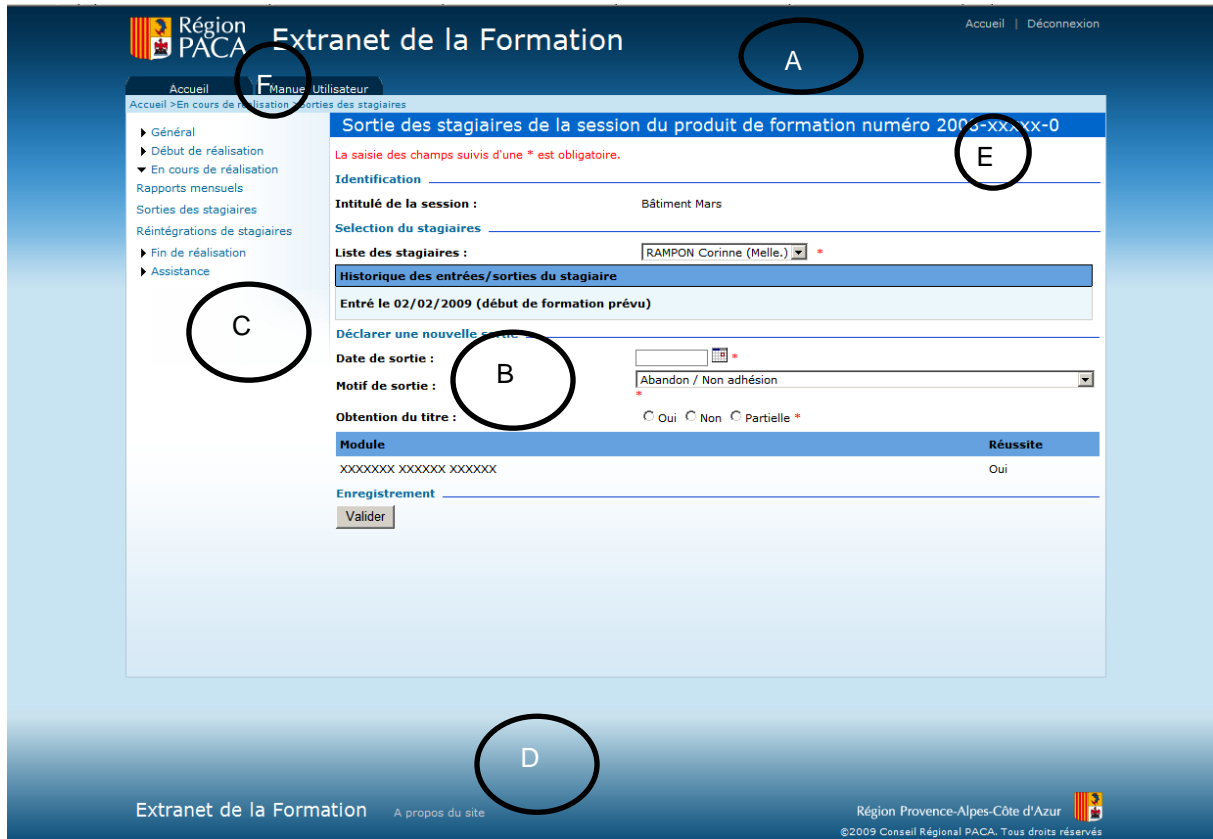 Région
PACA
Extranet de la Formation
Accueil | Déconnexion
A
Accueil
F
Manuel Utilisateur
Accueil >En cours de réalisation >Sorties des stagiaires
Sortie des stagiaires de la session du produit de formation numéro 2008-xxxxx-0
E
Général
Début de réalisation
En cours de réalisation
Rapports mensuels
Sorties des stagiaires
Réintégrations de stagiaires
Fin de réalisation
Assistance
C
La saisie des champs suivis d'une * est obligatoire.
Identification
Intitulé de la session : Bâtiment Mars
Selection du stagiaires
Liste des stagiaires : RAMPON Corinne (Melle.) *
Historique des entrées/sorties du stagiaire
Entré le 02/02/2009 (début de formation prévu)
Déclarer une nouvelle sortie
Date de sortie : *
B
Motif de sortie : Abandon / Non adhésion
*
Obtention du titre : Oui Non Partielle *
Module Réussite
XXXXXXX XXXXXX XXXXXX Oui
Enregistrement
Valider
D
Extranet de la Formation A propos du site
Région Provence-Alpes-Côte d'Azur
©2009 Conseil Régional PACA. Tous droits réservés